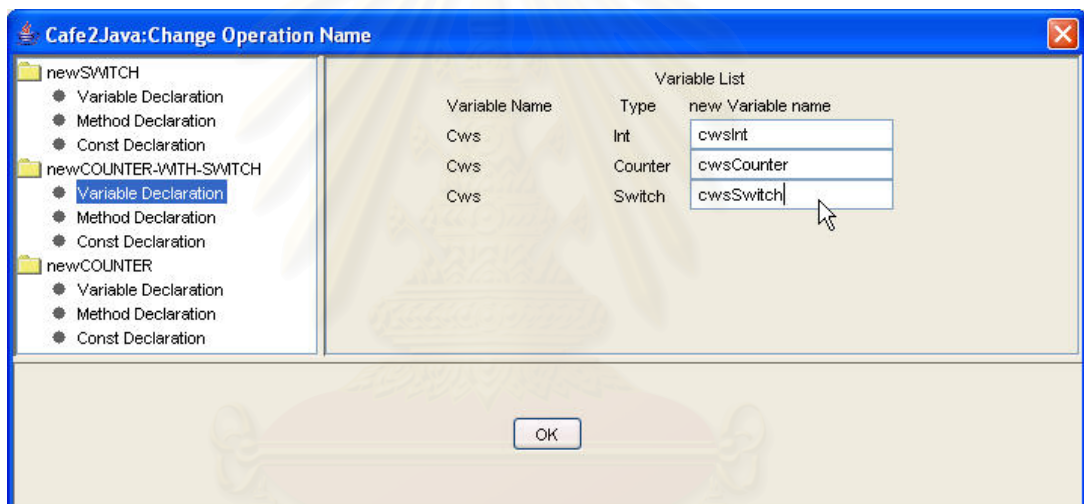 Cafe2Java:Change Operation Name
newSWITCH
Variable Declaration
Method Declaration
Const Declaration
newCOUNTER-WITH-SWITCH
Variable Declaration
Method Declaration
Const Declaration
newCOUNTER
Variable Declaration
Method Declaration
Const Declaration
Variable List
Variable Name Type new Variable name
Cws Int cwsInt
Cws Counter cwsCounter
Cws Switch cwsSwitch
OK